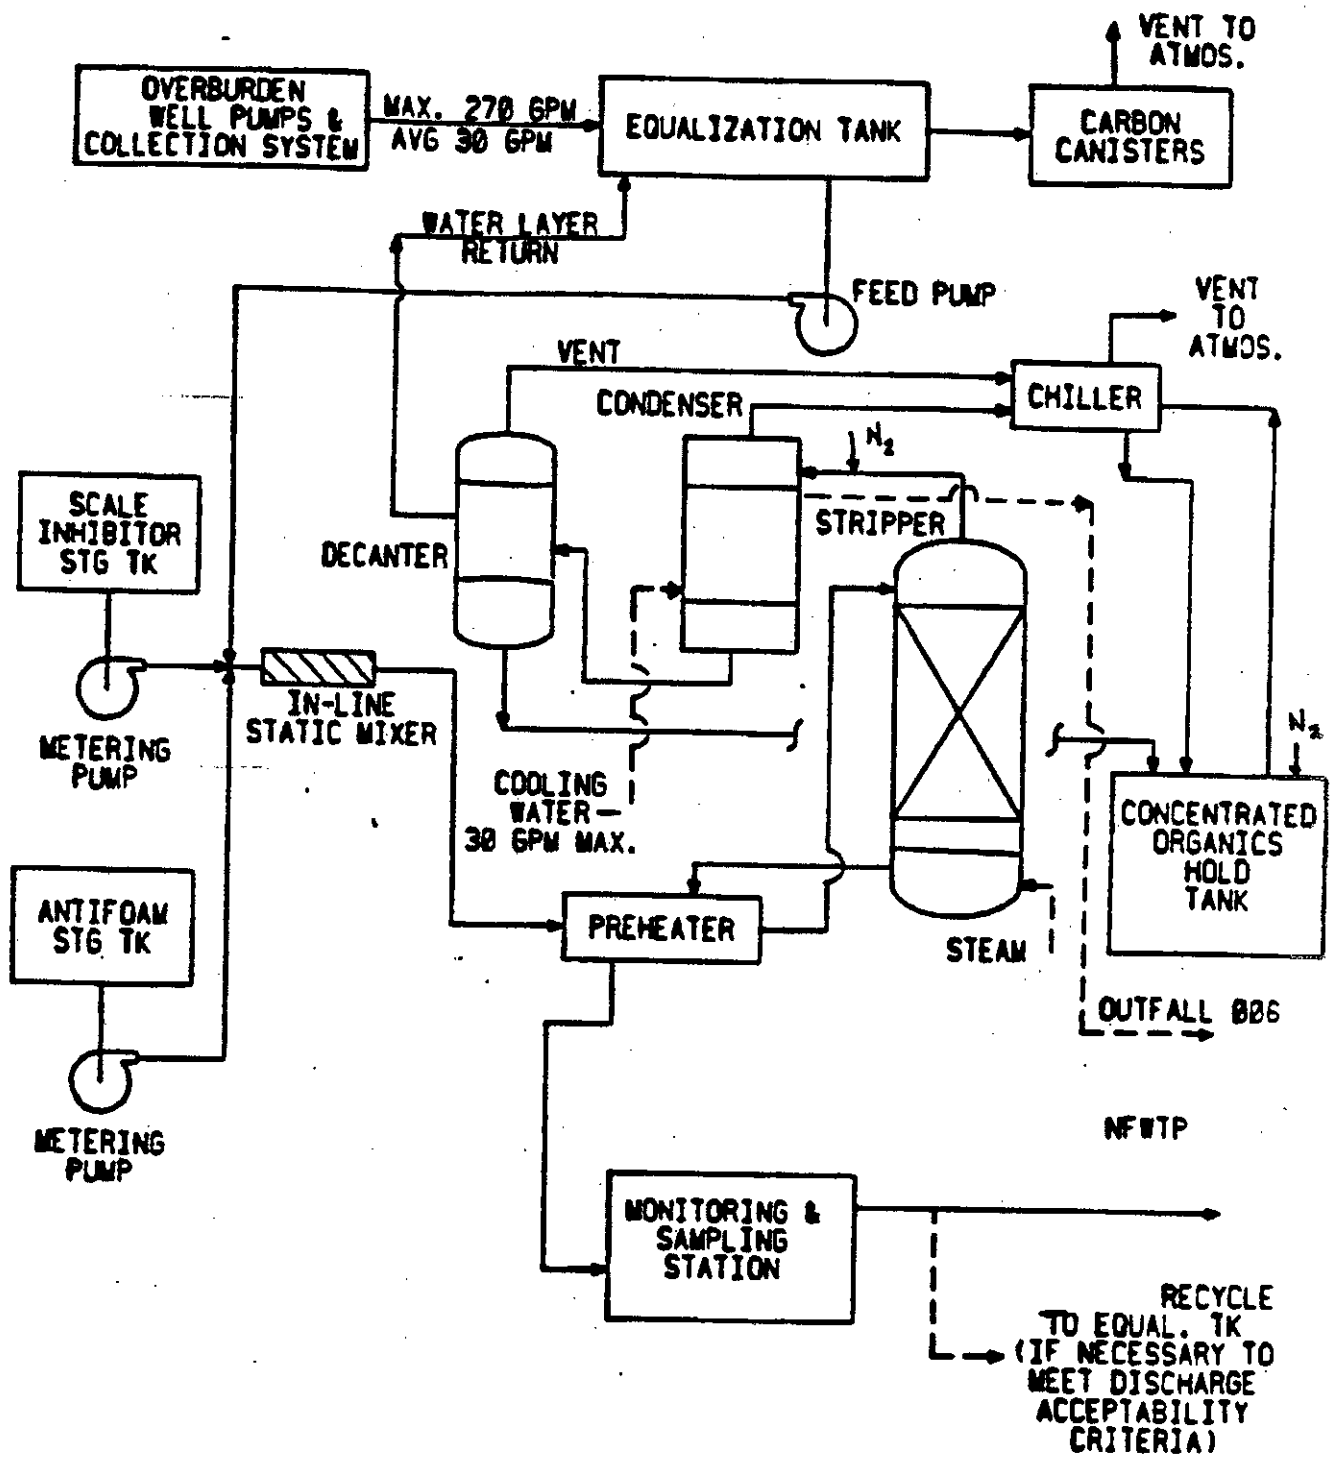 VENT TO
ATMOS.
OVERBURDEN
WELL PUMPS &
COLLECTION SYSTEM
MAX. 270 GPM
AVG 30 GPM
EQUALIZATION TANK
CARBON
CANISTERS
WATER LAYER
RETURN
FEED PUMP
VENT
TO
ATMOS.
VENT
CONDENSER
CHILLER
N2
SCALE
INHIBITOR
STG TK
DECANTER
STRIPPER
METERING
PUMP
IN-LINE
STATIC MIXER
COOLING
WATER—
30 GPM MAX.
N2
CONCENTRATED
ORGANICS
HOLD
TANK
ANTIFOAM
STG TK
PREHEATER
STEAM
OUTFALL 006
METERING
PUMP
NFWTP
MONITORING &
SAMPLING
STATION
RECYCLE
TO EQUAL. TK
(IF NECESSARY TO
MEET DISCHARGE
ACCEPTABILITY
CRITERIA)